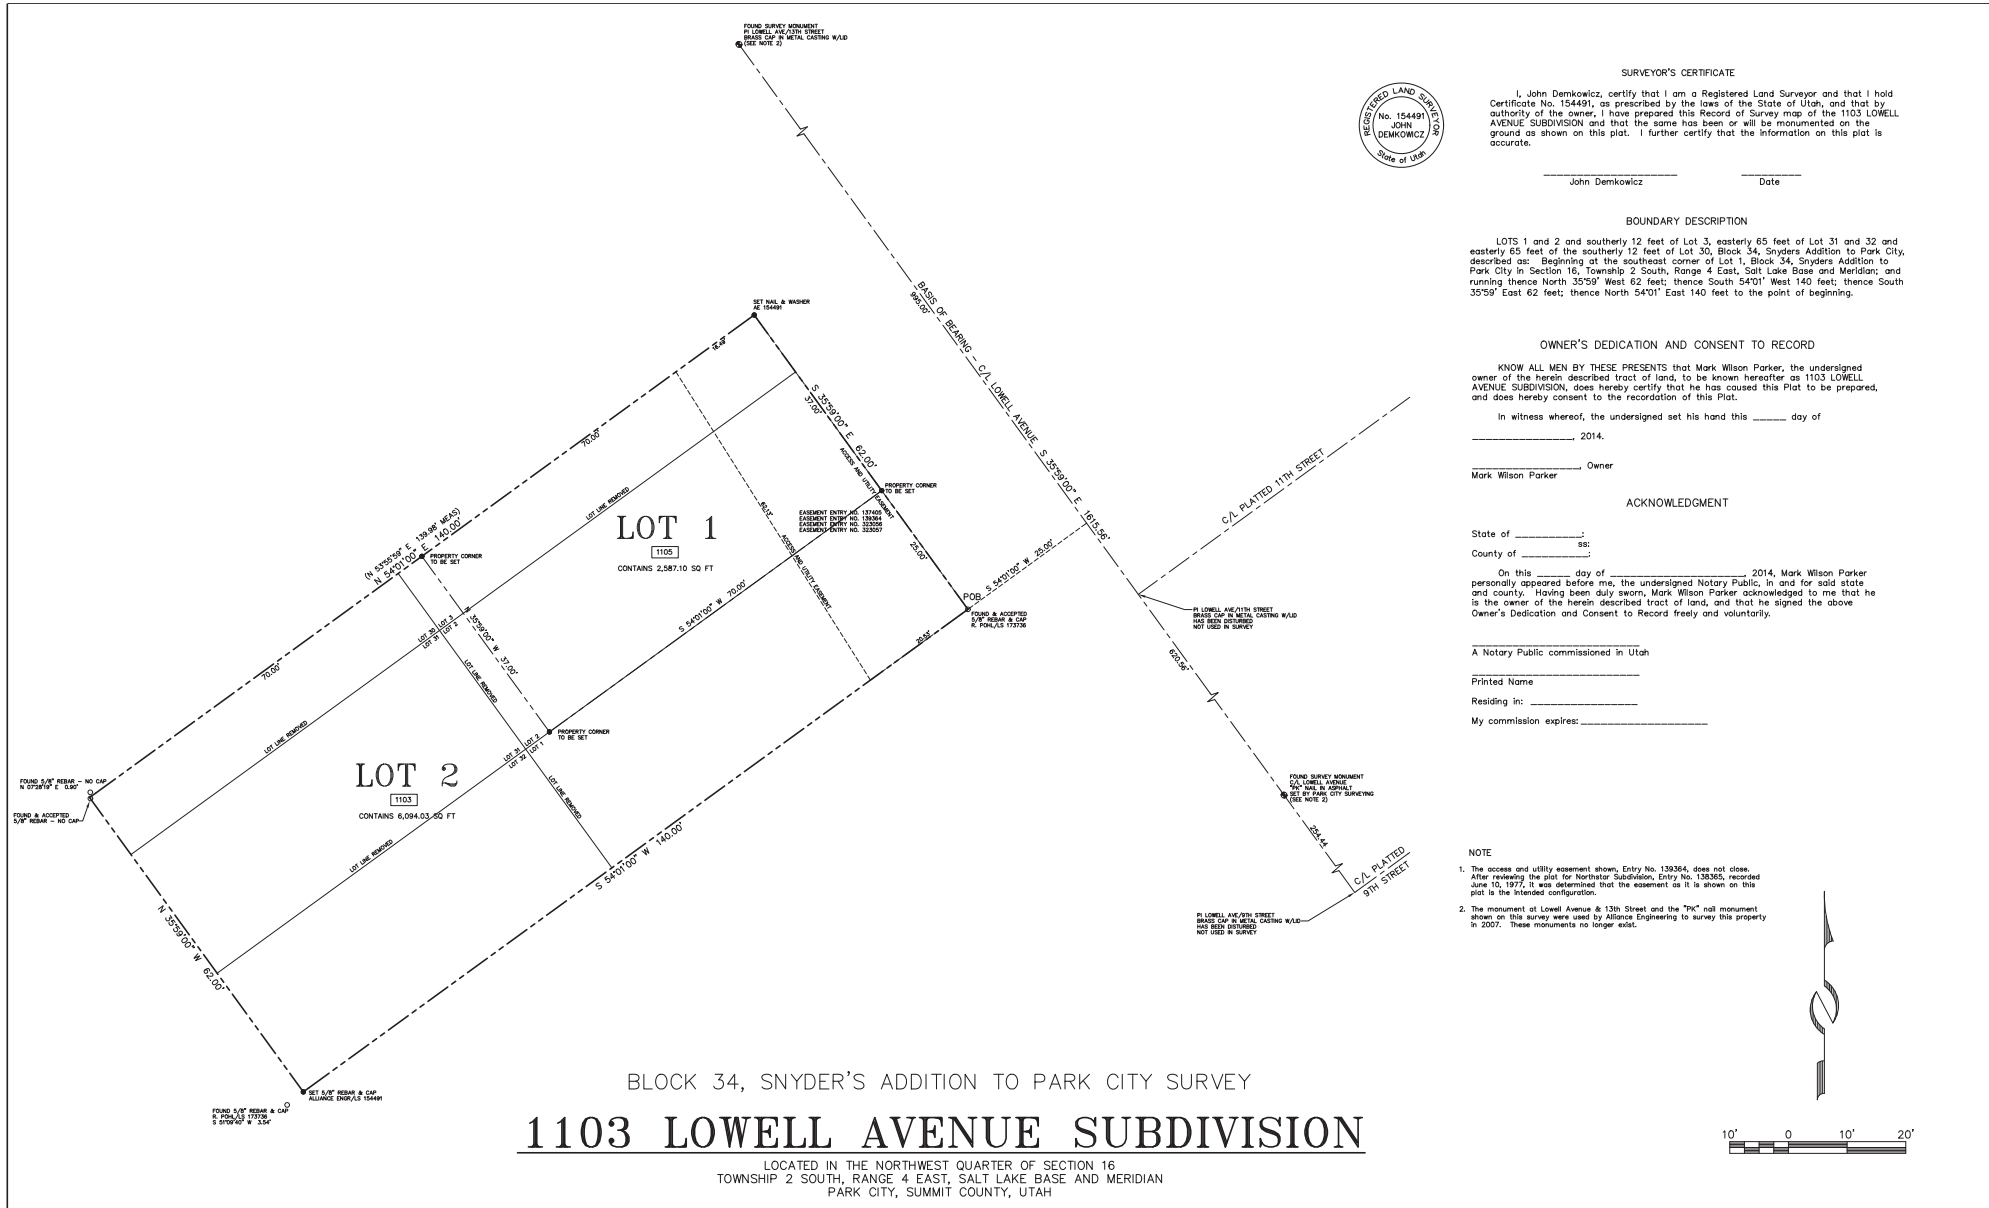 FOUND SURVEY MONUMENT
PI LOWELL AVE/13TH STREET
BRASS CAP IN METAL CASTING W/LID
(SEE NOTE 2)
BASIS OF BEARING - C/L LOWELL AVENUE S 35°59'00" E 1615.56'
995.00'
620.56'
254.44
C/L PLATTED 11TH STREET
PI LOWELL AVE/11TH STREET
BRASS CAP IN METAL CASTING W/LID
HAS BEEN DISTURBED
NOT USED IN SURVEY
FOUND SURVEY MONUMENT
C/L LOWELL AVENUE
"PK" NAIL IN ASPHALT
SET BY PARK CITY SURVEYING
(SEE NOTE 2)
C/L PLATTED
9TH STREET
PI LOWELL AVE/9TH STREET
BRASS CAP IN METAL CASTING W/LID
HAS BEEN DISTURBED
NOT USED IN SURVEY
SET NAIL & WASHER
AE 154491
18.49'
70.00'
LOT LINE REMOVED
S 35°59'00" E 62.00'
37.00'
ACCESS AND UTILITY EASEMENT
25.00'
PROPERTY CORNER
TO BE SET
EASEMENT ENTRY NO. 137405
EASEMENT ENTRY NO. 139364
EASEMENT ENTRY NO. 323056
EASEMENT ENTRY NO. 323057
62.13'
ACCESS AND UTILITY EASEMENT
LOT 1
1105
CONTAINS 2,587.10 SQ FT
S 54°01'00" W 70.00'
S 54°01'00" W 25.00'
POB
FOUND & ACCEPTED
5/8" REBAR & CAP
R. POHL/LS 173736
20.53'
(N 53°55'59" E 139.98' MEAS)
N 54°01'00" E 140.00'
PROPERTY CORNER
TO BE SET
N 35°59'00" W 37.00'
LOT 30
LOT 3
LOT 31
LOT 2
LOT LINE REMOVED
70.00'
LOT LINE REMOVED
PROPERTY CORNER
TO BE SET
LOT 31
LOT 2
LOT 32
LOT 1
LOT LINE REMOVED
LOT 2
1103
CONTAINS 6,094.03 SQ FT
LOT LINE REMOVED
S 54°01'00" W 140.00'
N 35°59'00" W 62.00'
FOUND 5/8" REBAR - NO CAP
N 07°28'19" E 0.90'
FOUND & ACCEPTED
5/8" REBAR - NO CAP
SET 5/8" REBAR & CAP
ALLIANCE ENGR/LS 154491
FOUND 5/8" REBAR & CAP
R. POHL/LS 173736
S 51°09'40" W 3.54'
BLOCK 34, SNYDER'S ADDITION TO PARK CITY SURVEY
1103 LOWELL AVENUE SUBDIVISION
LOCATED IN THE NORTHWEST QUARTER OF SECTION 16
TOWNSHIP 2 SOUTH, RANGE 4 EAST, SALT LAKE BASE AND MERIDIAN
PARK CITY, SUMMIT COUNTY, UTAH
REGISTERED LAND SURVEYOR
No. 154491
JOHN
DEMKOWICZ
State of Utah
SURVEYOR'S CERTIFICATE
I, John Demkowicz, certify that I am a Registered Land Surveyor and that I hold
Certificate No. 154491, as prescribed by the laws of the State of Utah, and that by
authority of the owner, I have prepared this Record of Survey map of the 1103 LOWELL
AVENUE SUBDIVISION and that the same has been or will be monumented on the
ground as shown on this plat. I further certify that the information on this plat is
accurate.
____________________ _________
John Demkowicz Date
BOUNDARY DESCRIPTION
LOTS 1 and 2 and southerly 12 feet of Lot 3, easterly 65 feet of Lot 31 and 32 and
easterly 65 feet of the southerly 12 feet of Lot 30, Block 34, Snyders Addition to Park City,
described as: Beginning at the southeast corner of Lot 1, Block 34, Snyders Addition to
Park City in Section 16, Township 2 South, Range 4 East, Salt Lake Base and Meridian; and
running thence North 35°59' West 62 feet; thence South 54°01' West 140 feet; thence South
35°59' East 62 feet; thence North 54°01' East 140 feet to the point of beginning.
OWNER'S DEDICATION AND CONSENT TO RECORD
KNOW ALL MEN BY THESE PRESENTS that Mark Wilson Parker, the undersigned
owner of the herein described tract of land, to be known hereafter as 1103 LOWELL
AVENUE SUBDIVISION, does hereby certify that he has caused this Plat to be prepared,
and does hereby consent to the recordation of this Plat.
In witness whereof, the undersigned set his hand this _____ day of
_______________, 2014.
________________, Owner
Mark Wilson Parker
ACKNOWLEDGMENT
State of __________:
ss:
County of __________:
On this _____ day of ____________________, 2014, Mark Wilson Parker
personally appeared before me, the undersigned Notary Public, in and for said state
and county. Having been duly sworn, Mark Wilson Parker acknowledged to me that he
is the owner of the herein described tract of land, and that he signed the above
Owner's Dedication and Consent to Record freely and voluntarily.
_________________________
A Notary Public commissioned in Utah
_________________________
Printed Name
Residing in: ________________
My commission expires: ___________________
NOTE
1. The access and utility easement shown, Entry No. 139364, does not close.
After reviewing the plat for Northstar Subdivision, Entry No. 138365, recorded
June 10, 1977, it was determined that the easement as it is shown on this
plat is the intended configuration.
2. The monument at Lowell Avenue & 13th Street and the "PK" nail monument
shown on this survey were used by Alliance Engineering to survey this property
in 2007. These monuments no longer exist.
10' 0 10' 20'